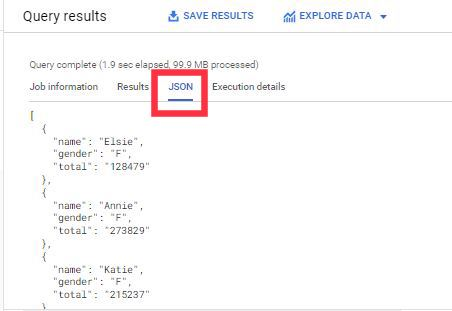 Query results SAVE RESULTS EXPLORE DATA
Query complete (1.9 sec elapsed, 99.9 MB processed)
Job information Results JSON Execution details
[
{
"name": "Elsie",
"gender": "F",
"total": "128479"
},
{
"name": "Annie",
"gender": "F",
"total": "273829"
},
{
"name": "Katie",
"gender": "F",
"total": "215237"
}